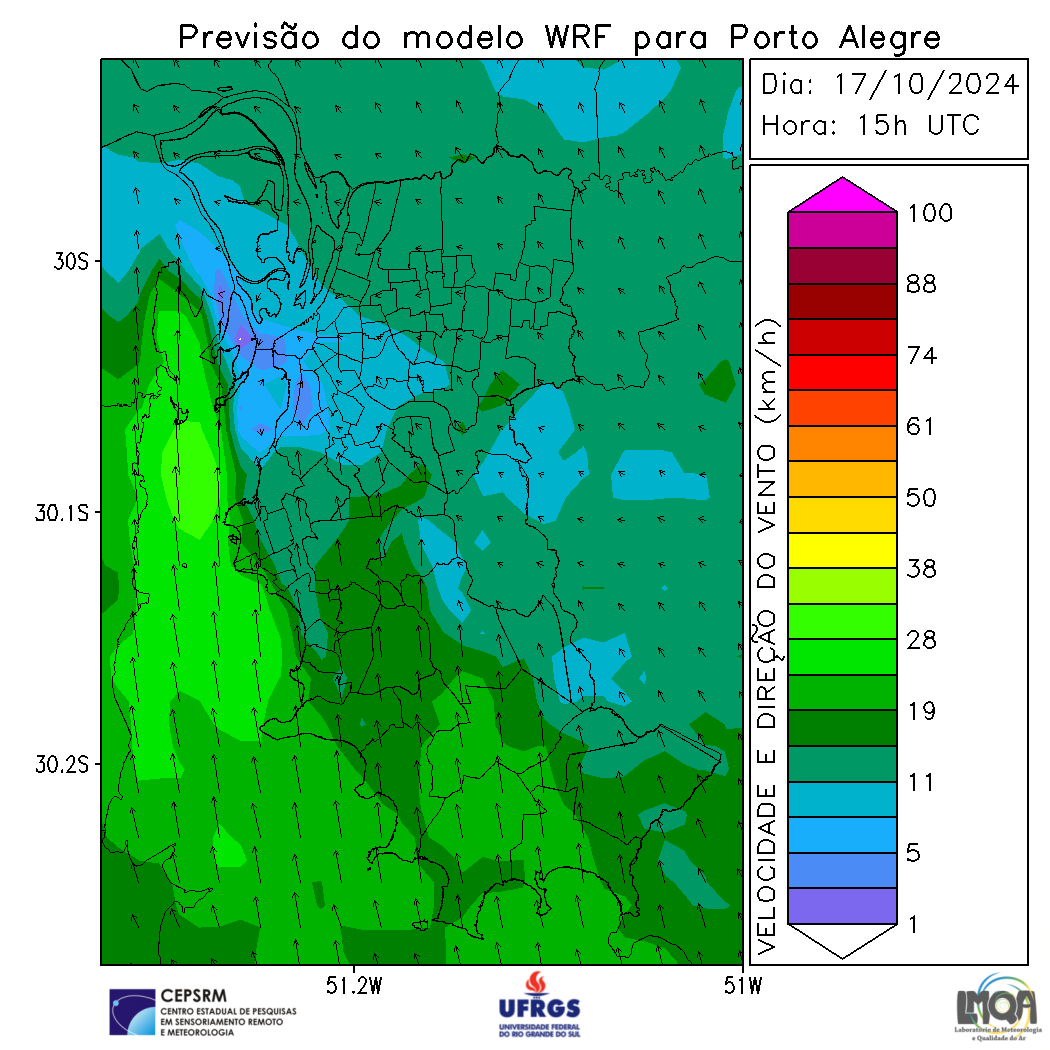 Previsão do modelo WRF para Porto Alegre
Dia: 17/10/2024
Hora: 15h UTC
30S
30.1S
30.2S
51.2W
51W
VELOCIDADE E DIREÇÃO DO VENTO (km/h)
100
88
74
61
50
38
28
19
11
5
1
CEPSRM
CENTRO ESTADUAL DE PESQUISAS
EM SENSORIAMENTO REMOTO
E METEOROLOGIA
UFRGS
UNIVERSIDADE FEDERAL
DO RIO GRANDE DO SUL
LMQA
Laboratório de Meteorologia
e Qualidade do Ar